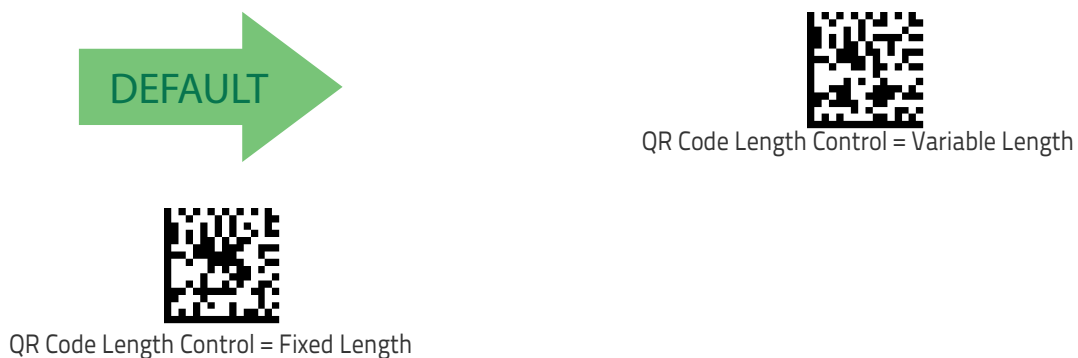 DEFAULT
QR Code Length Control = Variable Length
QR Code Length Control = Fixed Length